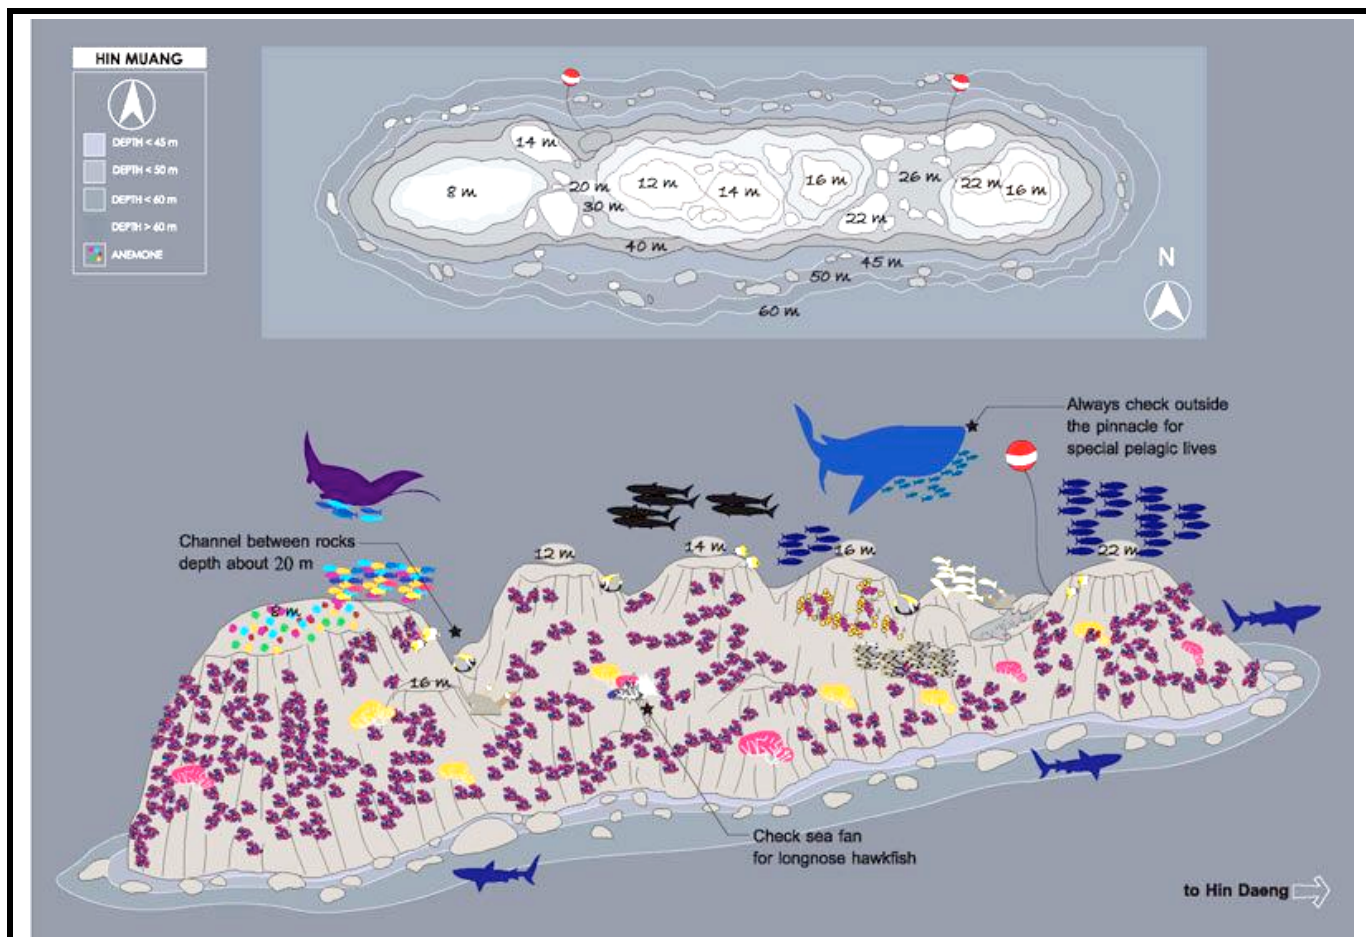 HIN MUANG
DEPTH < 45 m
DEPTH < 50 m
DEPTH < 60 m
DEPTH > 60 m
ANEMONE
14 m
8 m
20 m
30 m
12 m
14 m
16 m
26 m
22 m
16 m
22 m
40 m
45 m
50 m
60 m
N
Always check outside
the pinnacle for
special pelagic lives
Channel between rocks
depth about 20 m
12 m
14 m
16 m
22 m
8 m
16 m
Check sea fan
for longnose hawkfish
to Hin Daeng